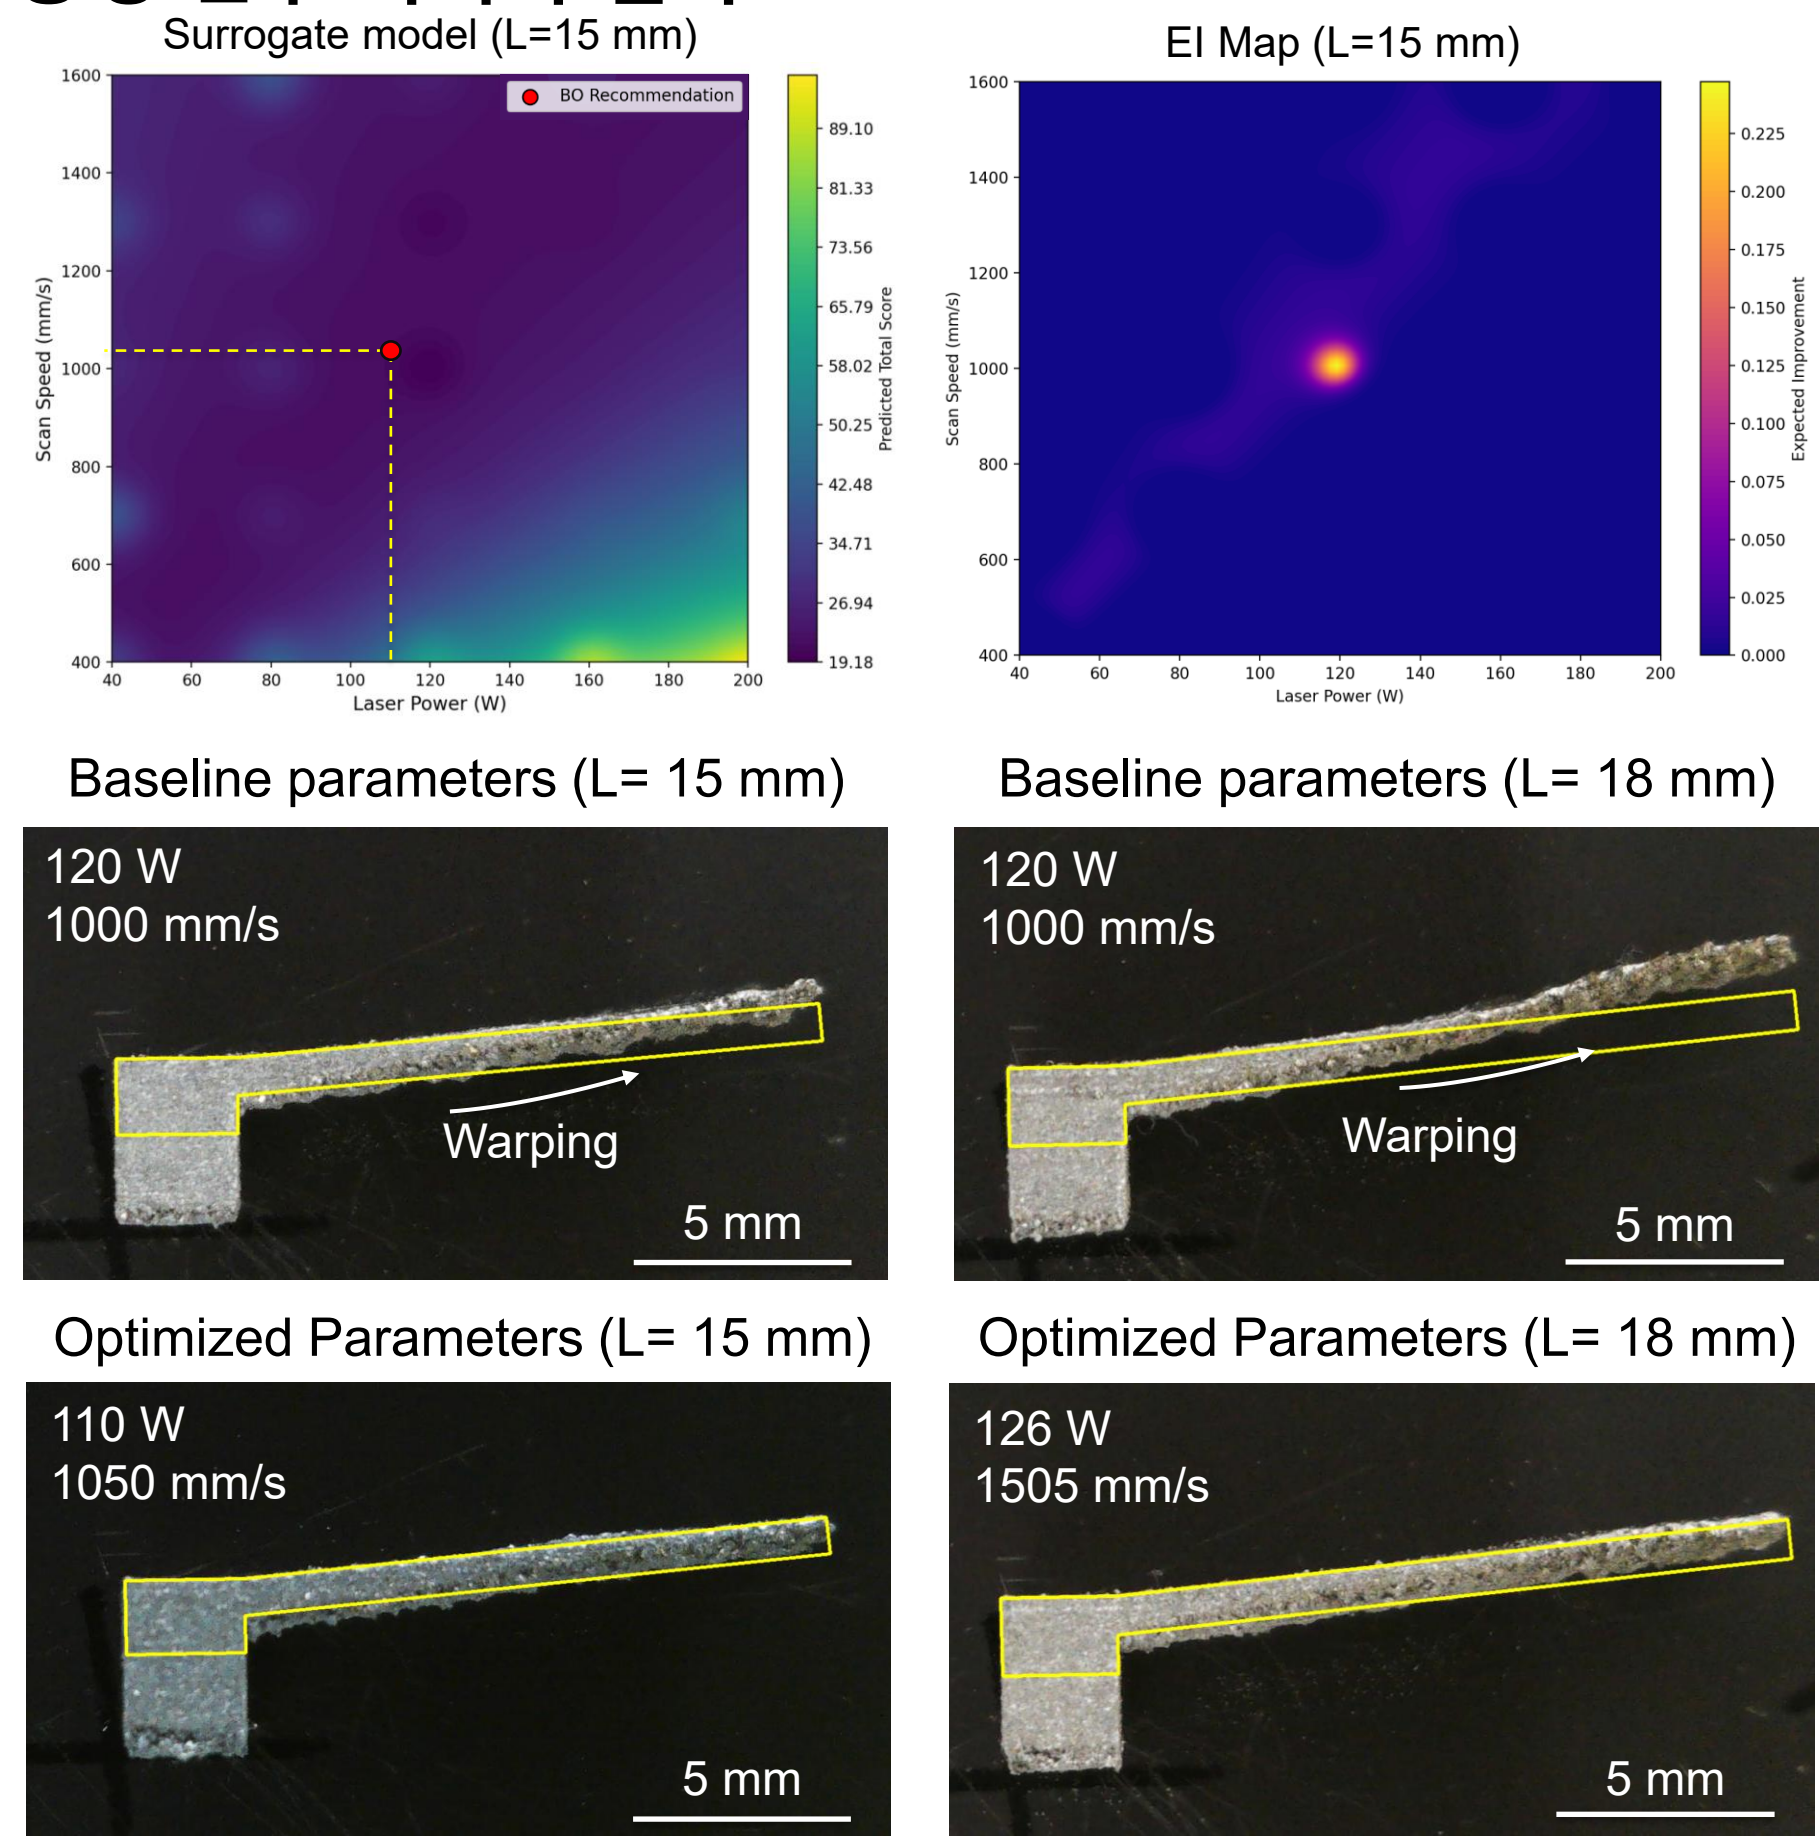 Surrogate model (L=15 mm)
1600
1400
1200
1000
800
600
400
Scan Speed (mm/s)
BO Recommendation
40 60 80 100 120 140 160 180 200
Laser Power (W)
89.10
81.33
73.56
65.79
58.02
50.25
42.48
34.71
26.94
19.18
Predicted Total Score
EI Map (L=15 mm)
1600
1400
1200
1000
800
600
400
Scan Speed (mm/s)
40 60 80 100 120 140 160 180 200
Laser Power (W)
0.225
0.200
0.175
0.150
0.125
0.100
0.075
0.050
0.025
0.000
Expected Improvement
Baseline parameters (L= 15 mm)
120 W
1000 mm/s
Warping
5 mm
Baseline parameters (L= 18 mm)
120 W
1000 mm/s
Warping
5 mm
Optimized Parameters (L= 15 mm)
110 W
1050 mm/s
5 mm
Optimized Parameters (L= 18 mm)
126 W
1505 mm/s
5 mm